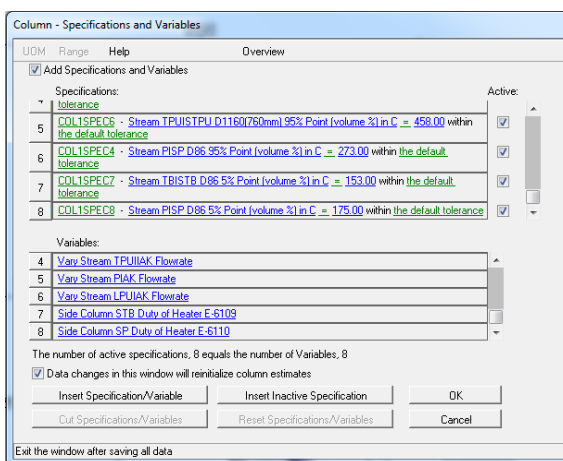 Column - Specifications and Variables
UOM Range Help Overview
Add Specifications and Variables
Specifications: Active:
tolerance
5 COL1SPEC6 - Stream TPUISTPU D1160(760mm) 95% Point (volume %) in C = 458.00 within
the default tolerance
6 COL1SPEC4 - Stream PISP D86 95% Point (volume %) in C = 273.00 within the default
tolerance
7 COL1SPEC7 - Stream TBISTB D86 5% Point (volume %) in C = 153.00 within the default
tolerance
8 COL1SPEC8 - Stream PISP D86 5% Point (volume %) in C = 175.00 within the default tolerance
Variables:
4 Vary Stream TPUIIAK Flowrate
5 Vary Stream PIAK Flowrate
6 Vary Stream LPUIAK Flowrate
7 Side Column STB Duty of Heater E-6109
8 Side Column SP Duty of Heater E-6110
The number of active specifications, 8 equals the number of Variables, 8
Data changes in this window will reinitialize column estimates
Insert Specification/Variable Insert Inactive Specification OK
Cut Specifications/Variables Reset Specifications/Variables Cancel
Exit the window after saving all data